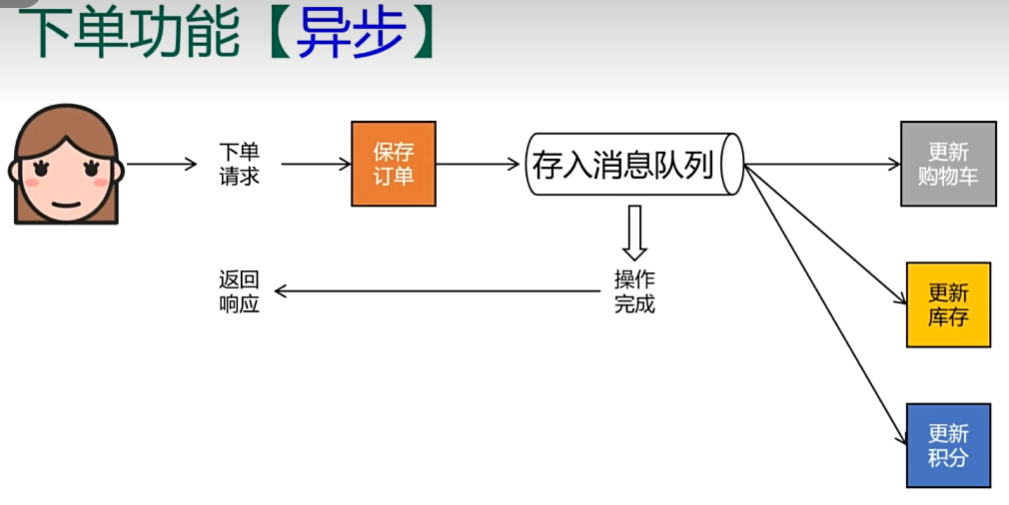 下单功能【异步】
下单
请求
保存
订单
存入消息队列
更新
购物车
返回
响应
操作
完成
更新
库存
更新
积分